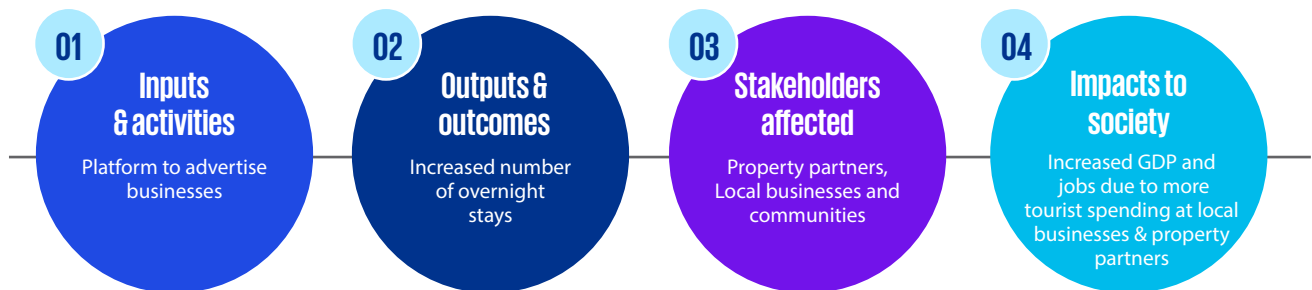 01
Inputs
& activities
Platform to advertise
businesses
02
Outputs &
outcomes
Increased number
of overnight
stays
03
Stakeholders
affected
Property partners,
Local businesses and
communities
04
Impacts to
society
Increased GDP and
jobs due to more
tourist spending at local
businesses & property
partners